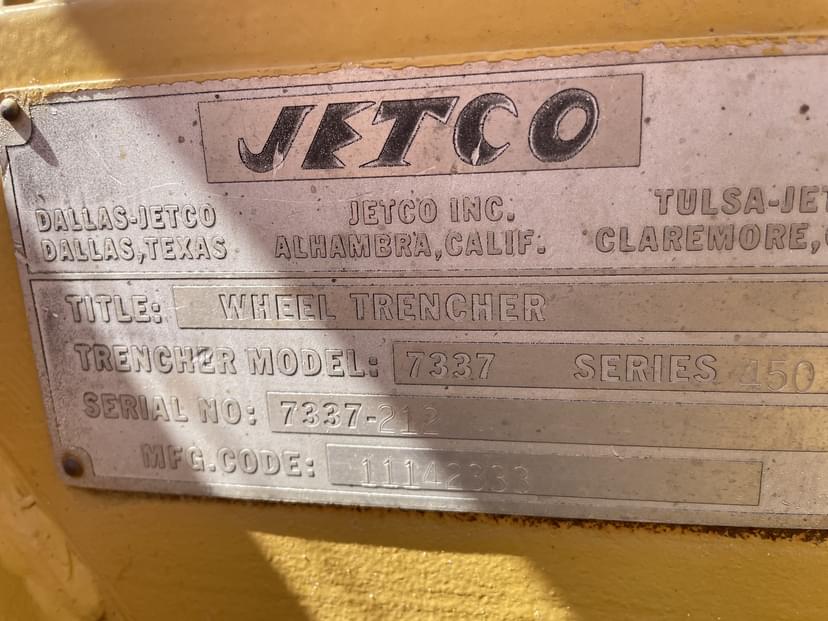 JETCO
DALLAS-JETCO JETCO INC. TULSA-JET
DALLAS, TEXAS ALHAMBRA, CALIF. CLAREMORE,
TITLE: WHEEL TRENCHER
TRENCHER MODEL: 7337 SERIES 450
SERIAL NO: 7337-212
MFG. CODE: 11142333